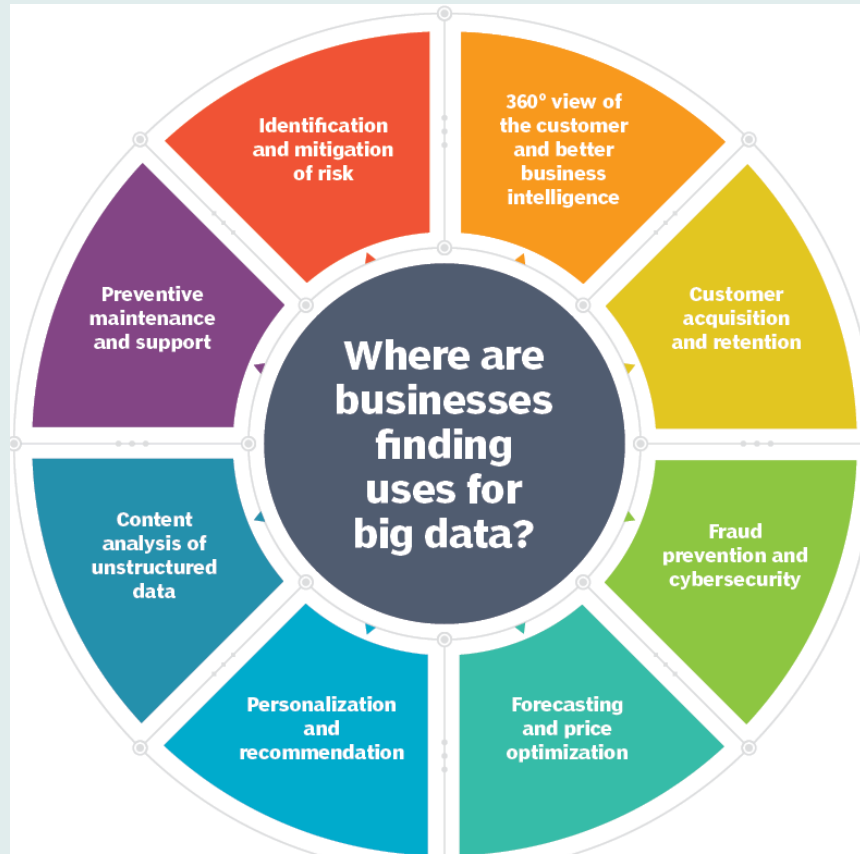 Where are
businesses
finding
uses for
big data?
360° view of
the customer
and better
business
intelligence
Customer
acquisition
and retention
Fraud
prevention and
cybersecurity
Forecasting
and price
optimization
Personalization
and
recommendation
Content
analysis of
unstructured
data
Preventive
maintenance
and support
Identification
and mitigation
of risk